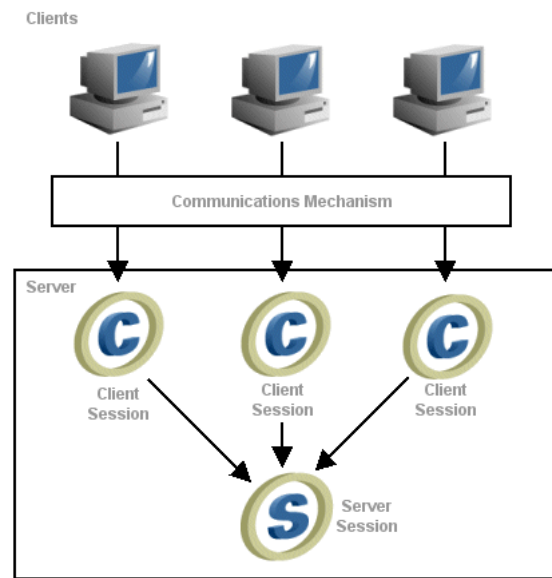 Clients
Communications Mechanism
Server
C
C
C
Client
Session
Client
Session
Client
Session
S
Server
Session